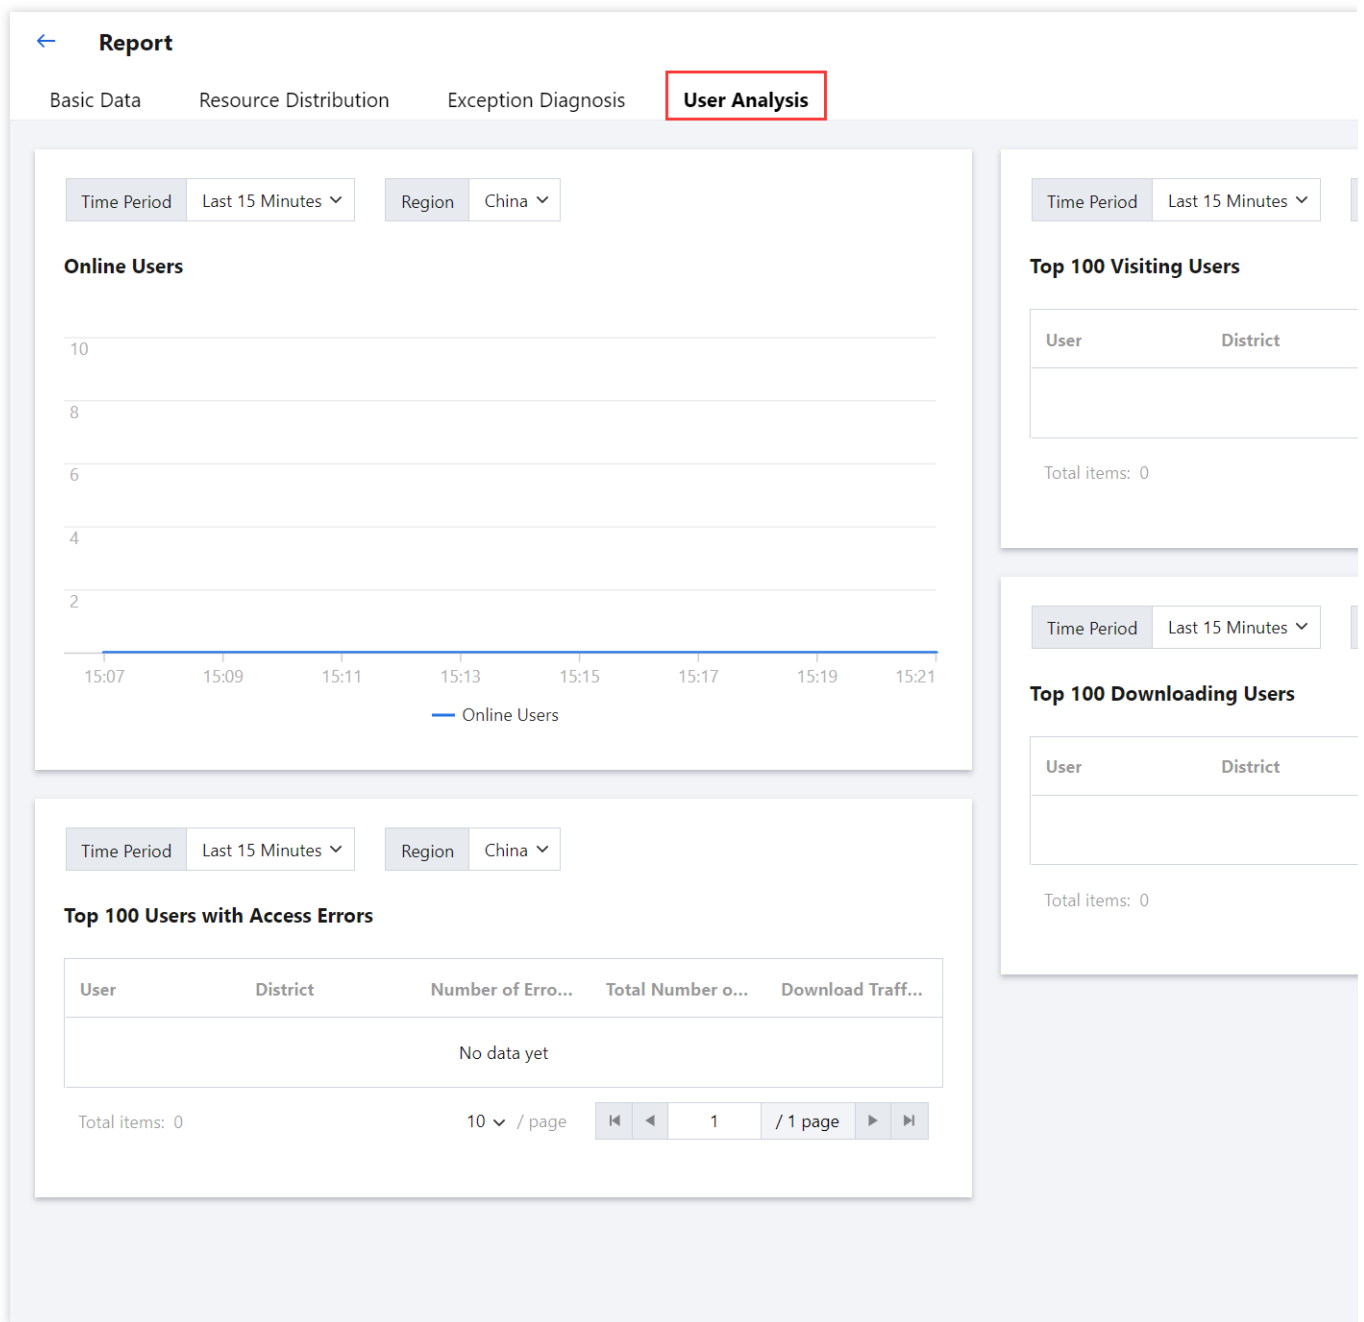 Report
Basic Data
Resource Distribution
Exception Diagnosis
User Analysis
Time Period
Last 15 Minutes
Region
China
Online Users
10
8
6
4
2
15:07
15:09
15:11
15:13
15:15
15:17
15:19
15:21
Online Users
Time Period
Last 15 Minutes
Region
China
Top 100 Users with Access Errors
User
District
Number of Erro...
Total Number o...
Download Traff...
No data yet
Total items: 0
10
/ page
1
/ 1 page
Time Period
Last 15 Minutes
Top 100 Visiting Users
User
District
Total items: 0
Time Period
Last 15 Minutes
Top 100 Downloading Users
User
District
Total items: 0